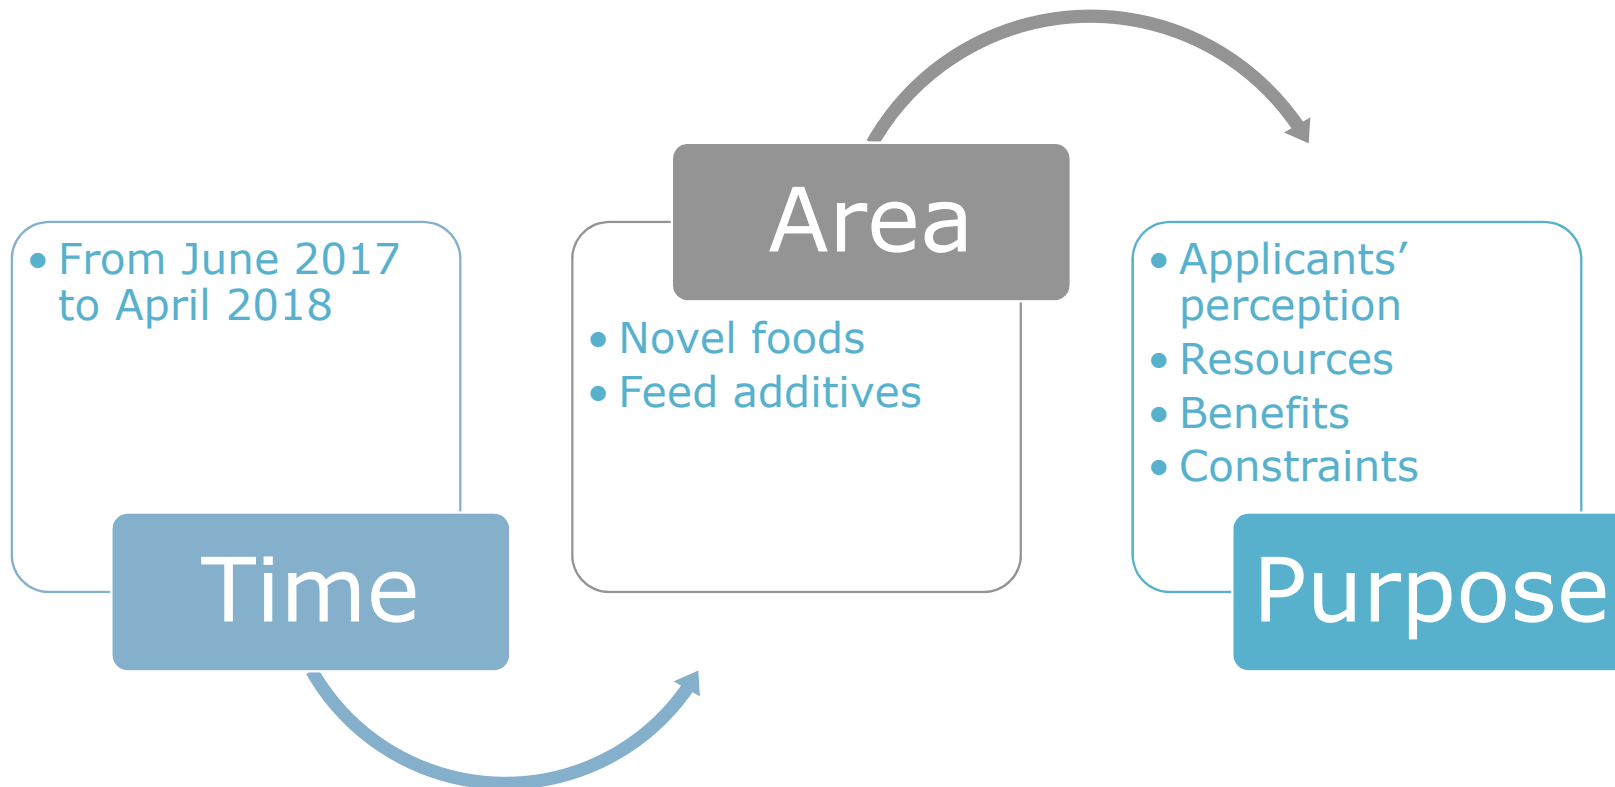 • From June 2017
to April 2018
Time
Area
• Novel foods
• Feed additives
• Applicants’
perception
• Resources
• Benefits
• Constraints
Purpose